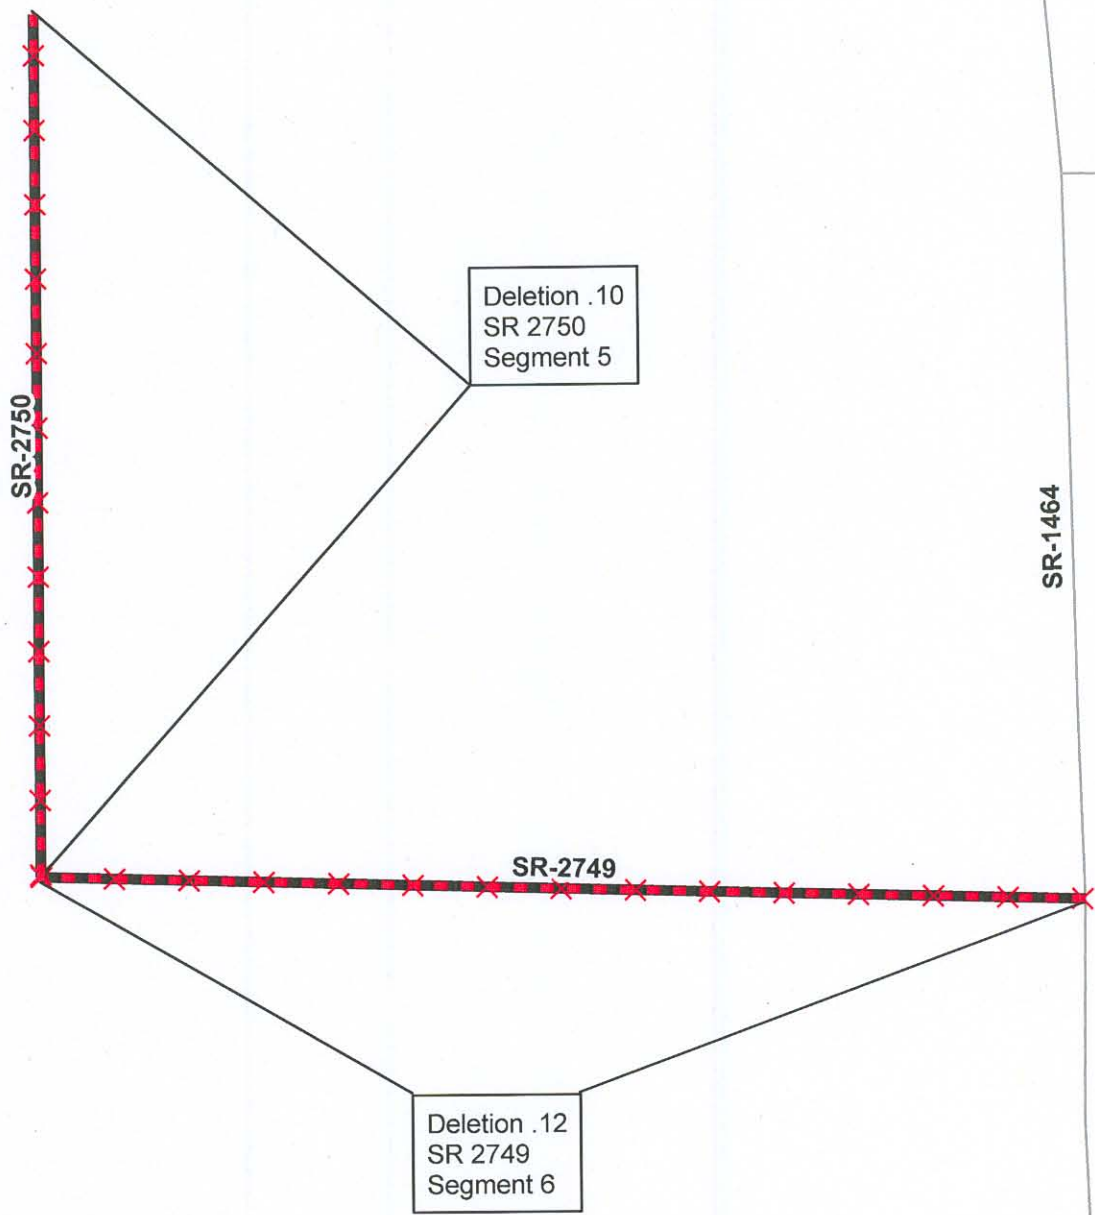 Deletion .10
SR 2750
Segment 5
SR-2750
SR-1464
SR-2749
Deletion .12
SR 2749
Segment 6